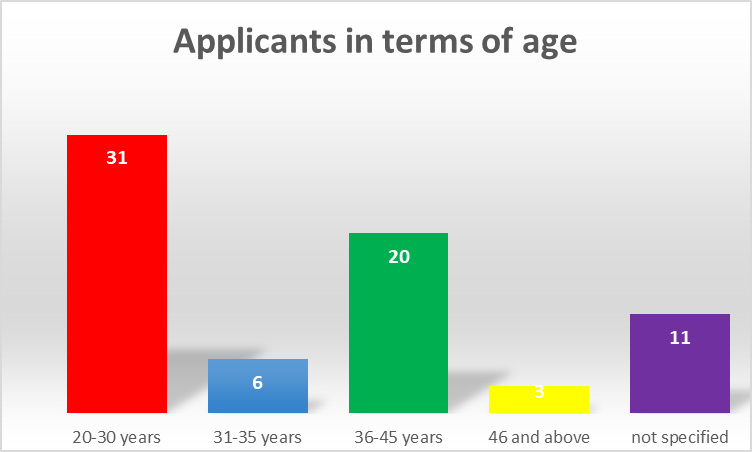 Applicants in terms of age
31
6
20
3
11
20-30 years
31-35 years
36-45 years
46 and above
not specified